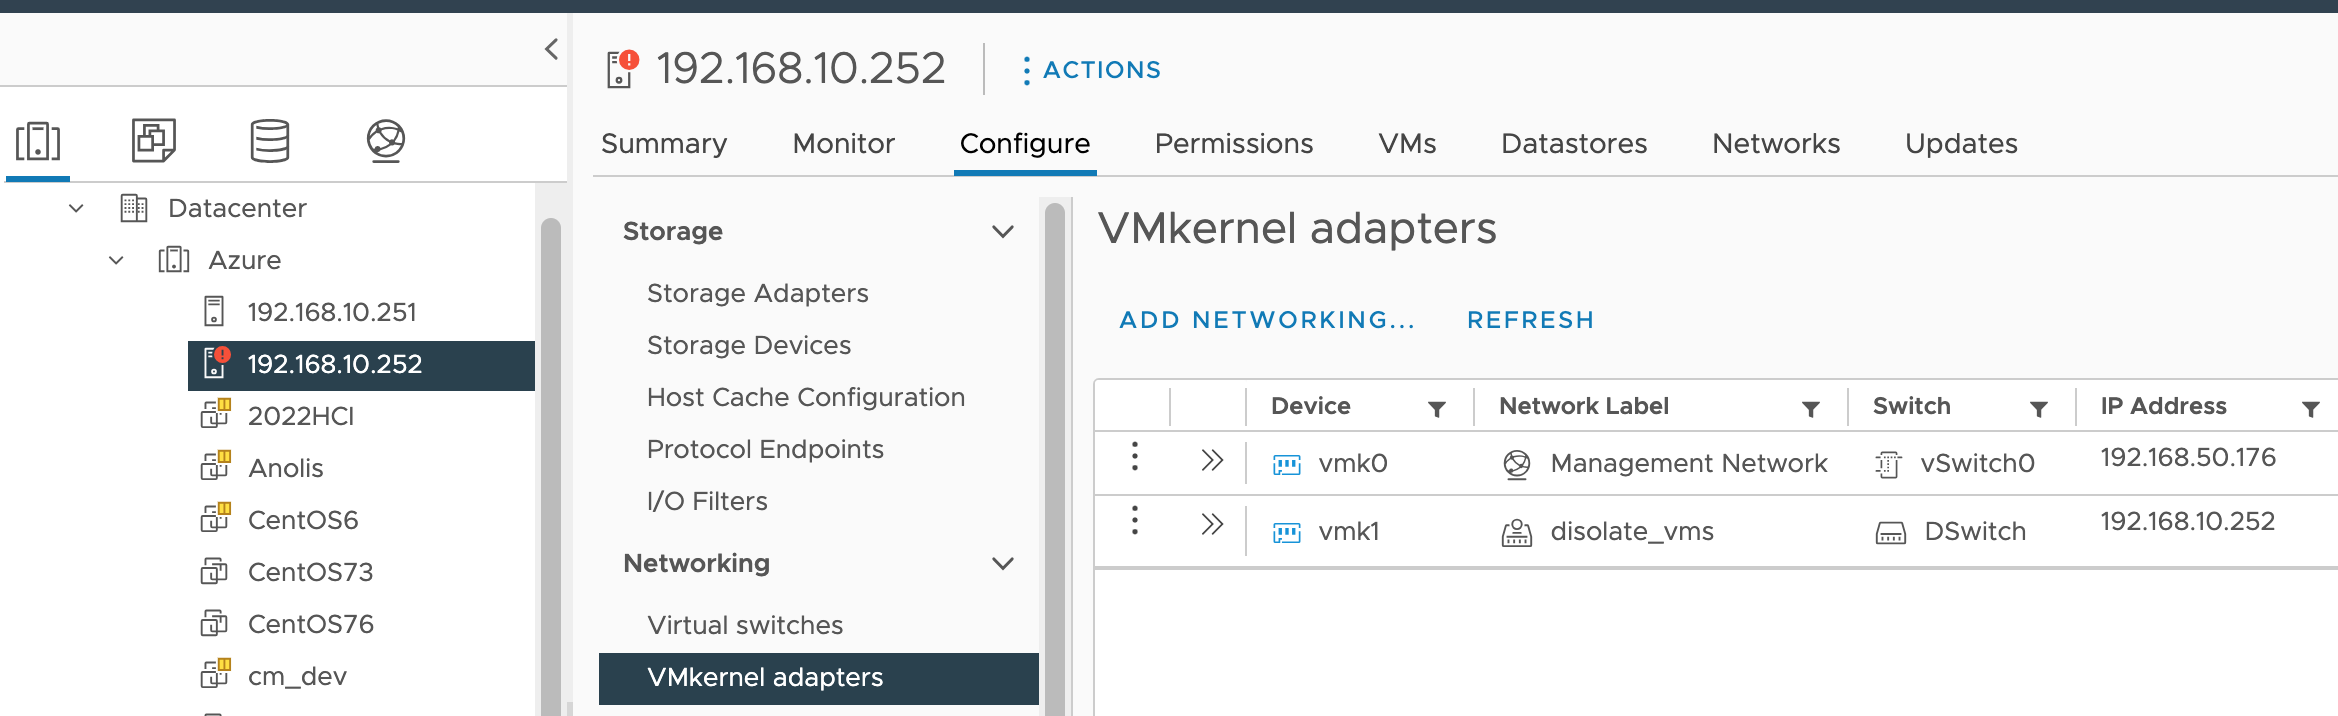 192.168.10.252
ACTIONS
Summary Monitor Configure Permissions VMs Datastores Networks Updates
Datacenter
Azure
192.168.10.251
192.168.10.252
2022HCI
Anolis
CentOS6
CentOS73
CentOS76
cm_dev
Storage
Storage Adapters
Storage Devices
Host Cache Configuration
Protocol Endpoints
I/O Filters
Networking
Virtual switches
VMkernel adapters
VMkernel adapters
ADD NETWORKING... REFRESH
Device Network Label Switch IP Address
vmk0 Management Network vSwitch0 192.168.50.176
vmk1 disolate_vms DSwitch 192.168.10.252